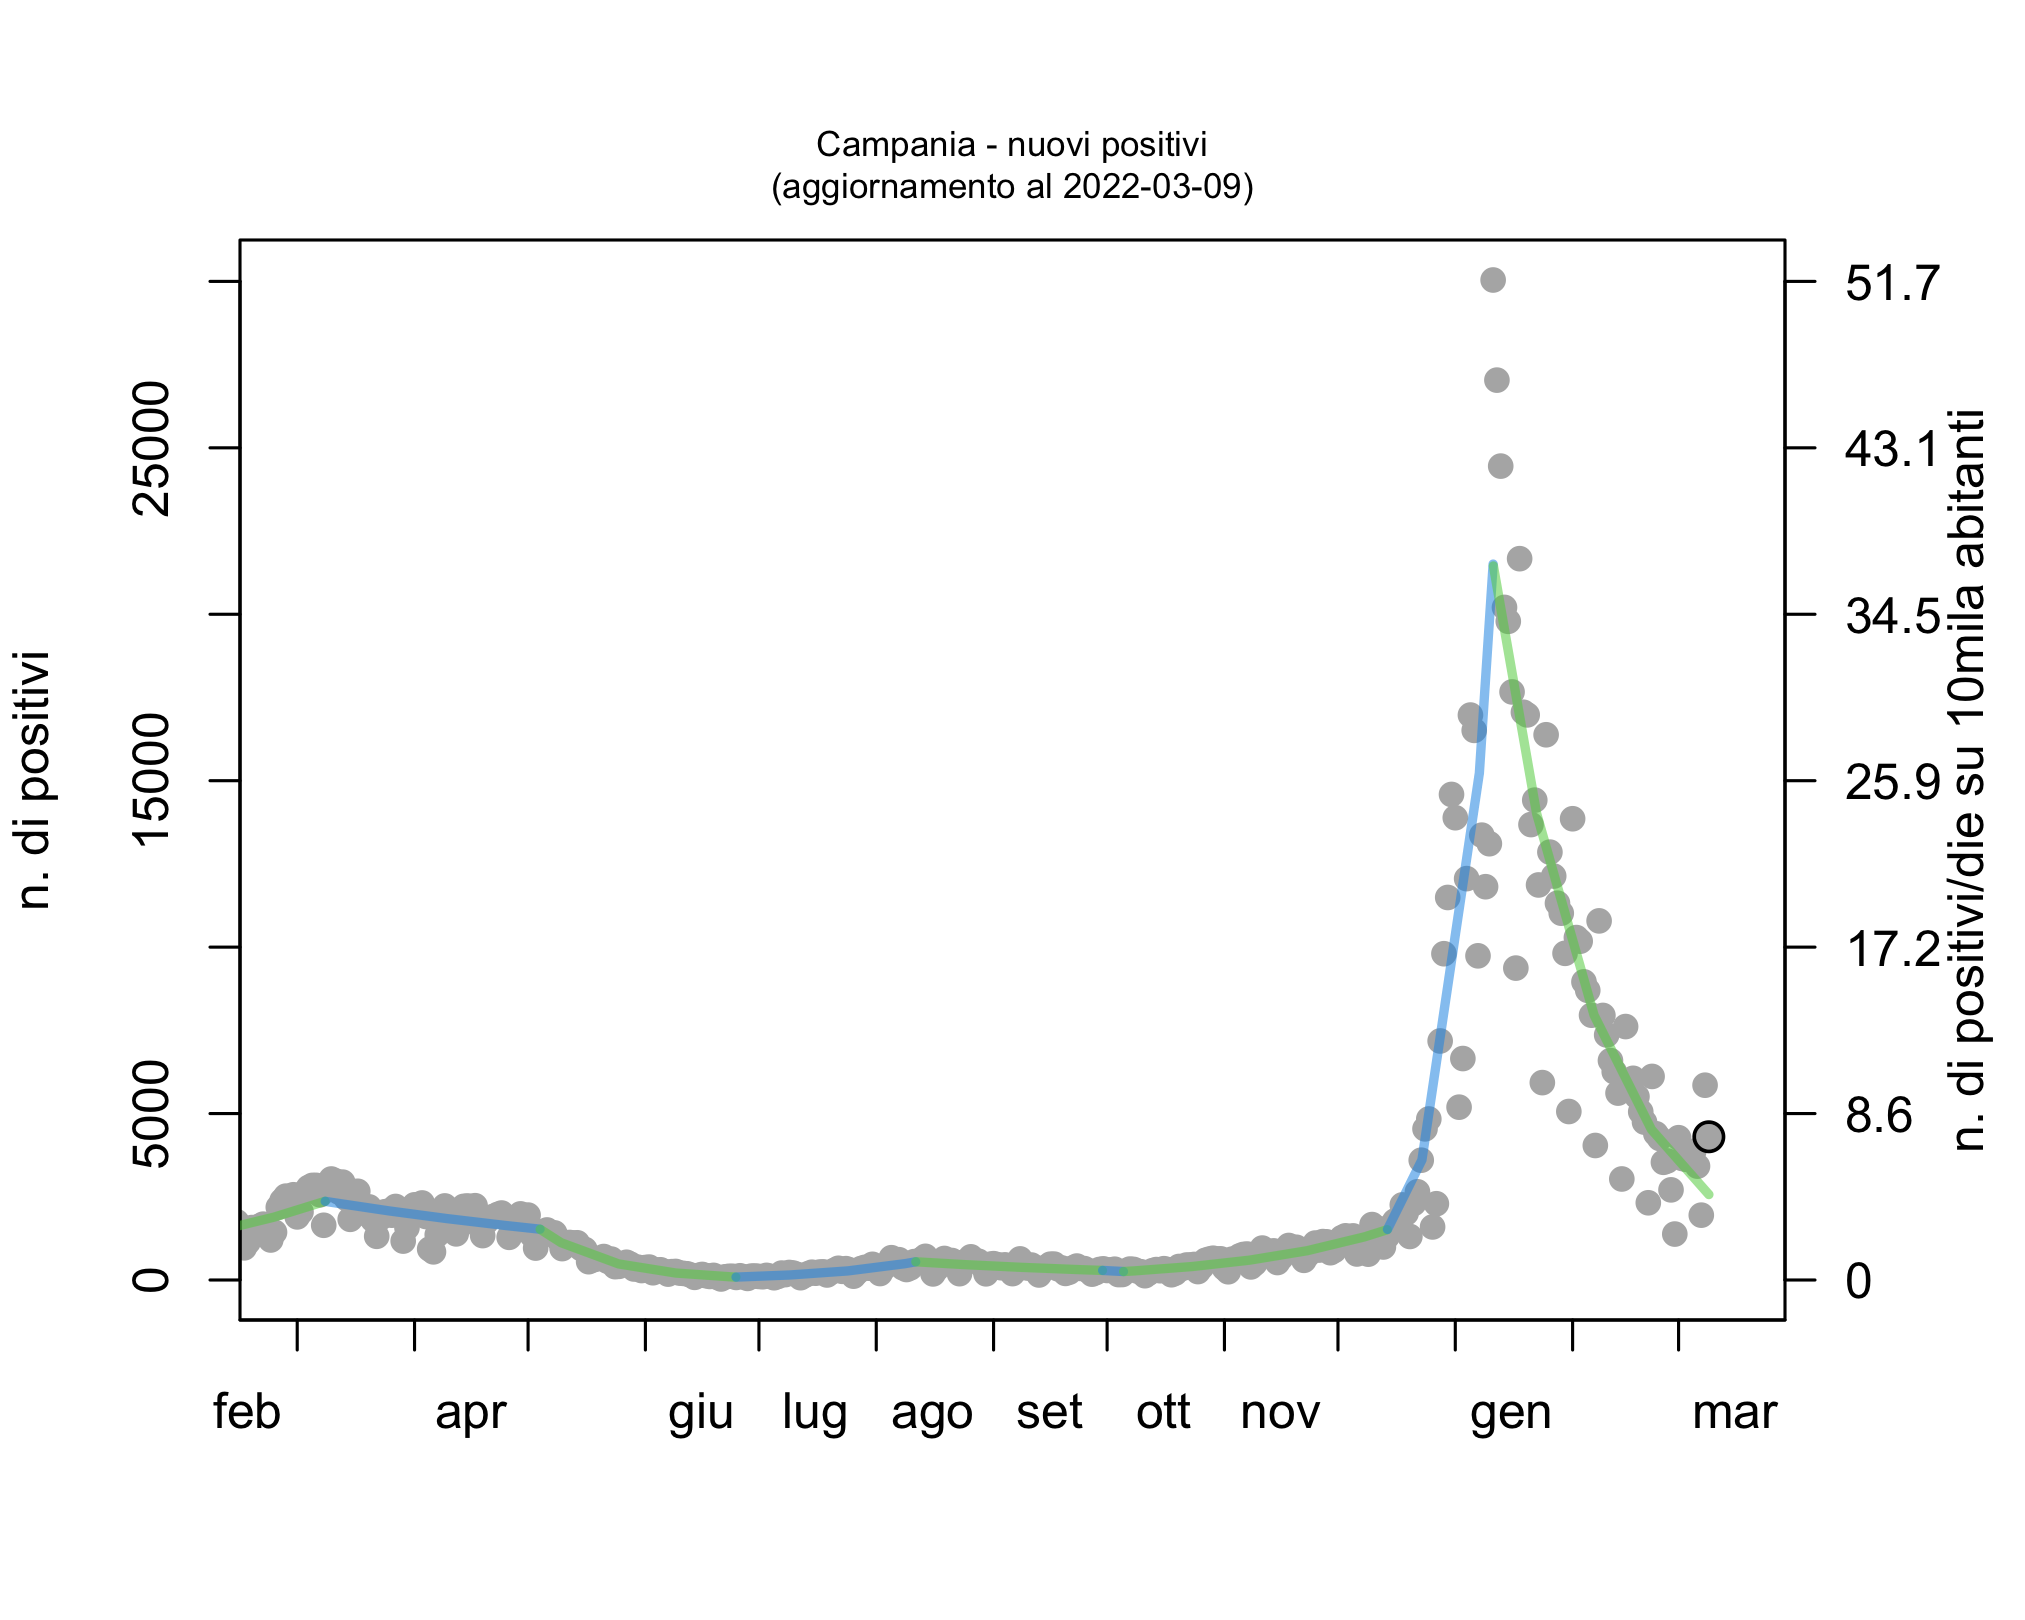 Campania - nuovi positivi
(aggiornamento al 2022-03-09)
n. di positivi
0
5000
15000
25000
51.7
43.1
34.5
25.9
17.2
8.6
0
n. di positivi/die su 10mila abitanti
feb apr giu lug ago set ott nov gen mar